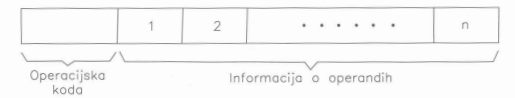 1 2 . . . . . . n
Operacijska Informacija o operandih
koda